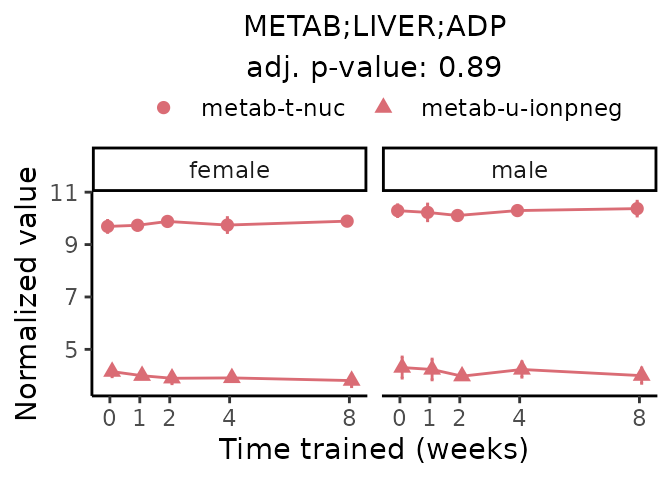 METAB;LIVER;ADP
adj. p-value: 0.89
metab-t-nuc metab-u-ionpneg
female male
Normalized value
11
9
7
5
0 1 2 4 8 0 1 2 4 8
Time trained (weeks)